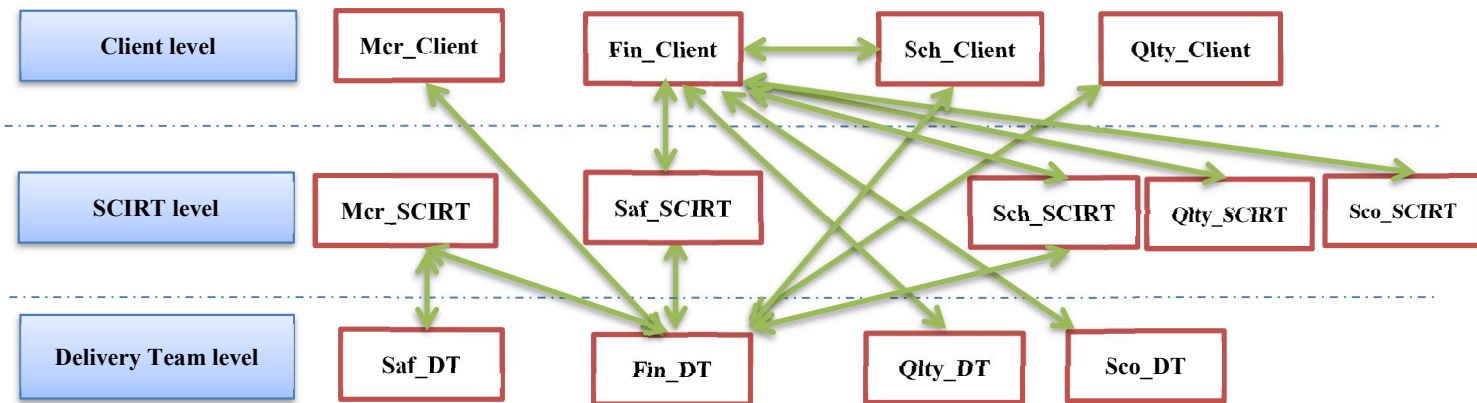 Client level
Mcr_Client
Fin_Client
Sch_Client
Qlty_Client
SCIRT level
Mcr_SCIRT
Saf_SCIRT
Sch_SCIRT
Qlty_SCIRT
Sco_SCIRT
Delivery Team level
Saf_DT
Fin_DT
Qlty_DT
Sco_DT